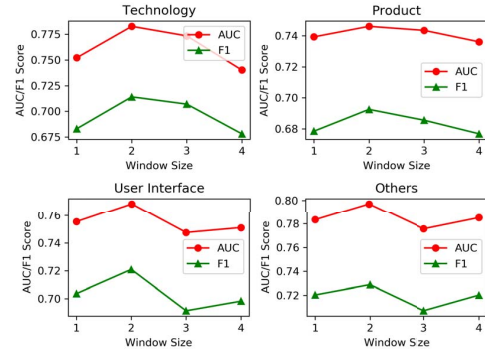 Technology
AUC/F1 Score
0.775
0.750
0.725
0.700
0.675
AUC
F1
1 2 3 4
Window Size
Product
AUC/F1 Score
0.74
0.72
0.70
0.68
AUC
F1
1 2 3 4
Window Size
User Interface
AUC/F1 Score
0.76
0.74
0.72
0.70
AUC
F1
1 2 3 4
Window Size
Others
AUC/F1 Score
0.80
0.78
0.76
0.74
0.72
AUC
F1
1 2 3 4
Window Size